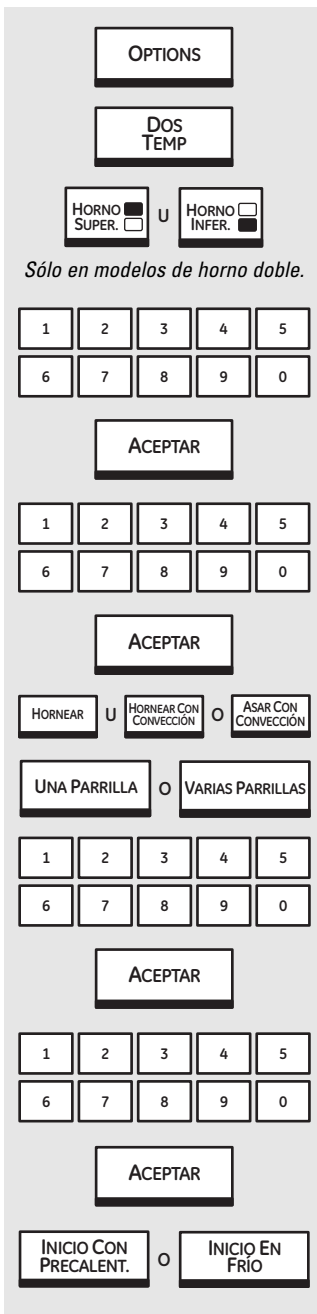 OPTIONS
DOS
TEMP
HORNO
SUPER.
U
HORNO
INFER.
Sólo en modelos de horno doble.
1 2 3 4 5
6 7 8 9 0
ACEPTAR
1 2 3 4 5
6 7 8 9 0
ACEPTAR
HORNEAR U HORNEAR CON
CONVECCIÓN O ASAR CON
CONVECCIÓN
UNA PARRILLA O VARIAS PARRILLAS
1 2 3 4 5
6 7 8 9 0
ACEPTAR
1 2 3 4 5
6 7 8 9 0
ACEPTAR
INICIO CON
PRECALENT.
O
INICIO EN
FRÍO